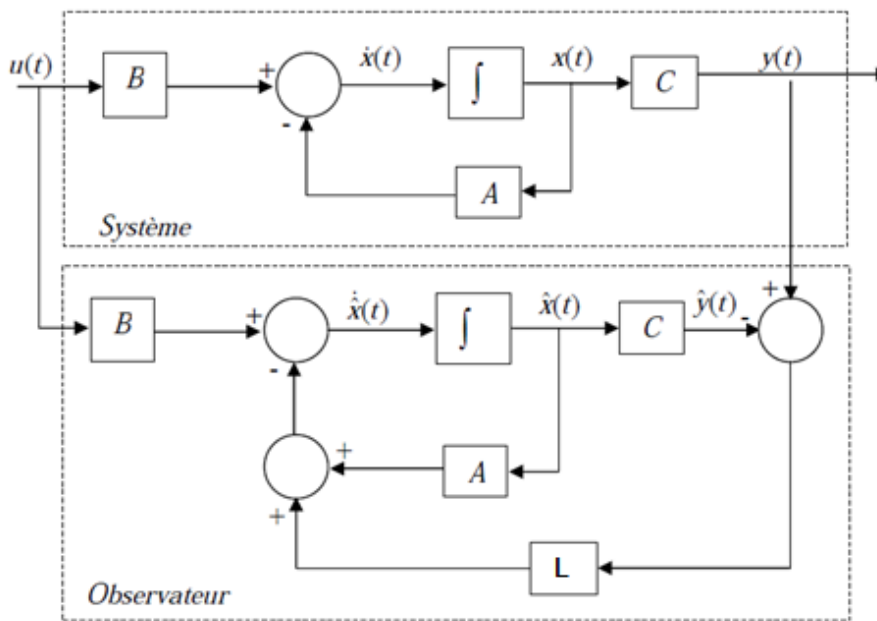 u(t)
B
+
-
ẋ(t)
∫
x(t)
C
y(t)
A
Système
B
+
-
x̂̇(t)
∫
x̂(t)
C
ŷ(t)
+
-
+
A
+
L
Observateur